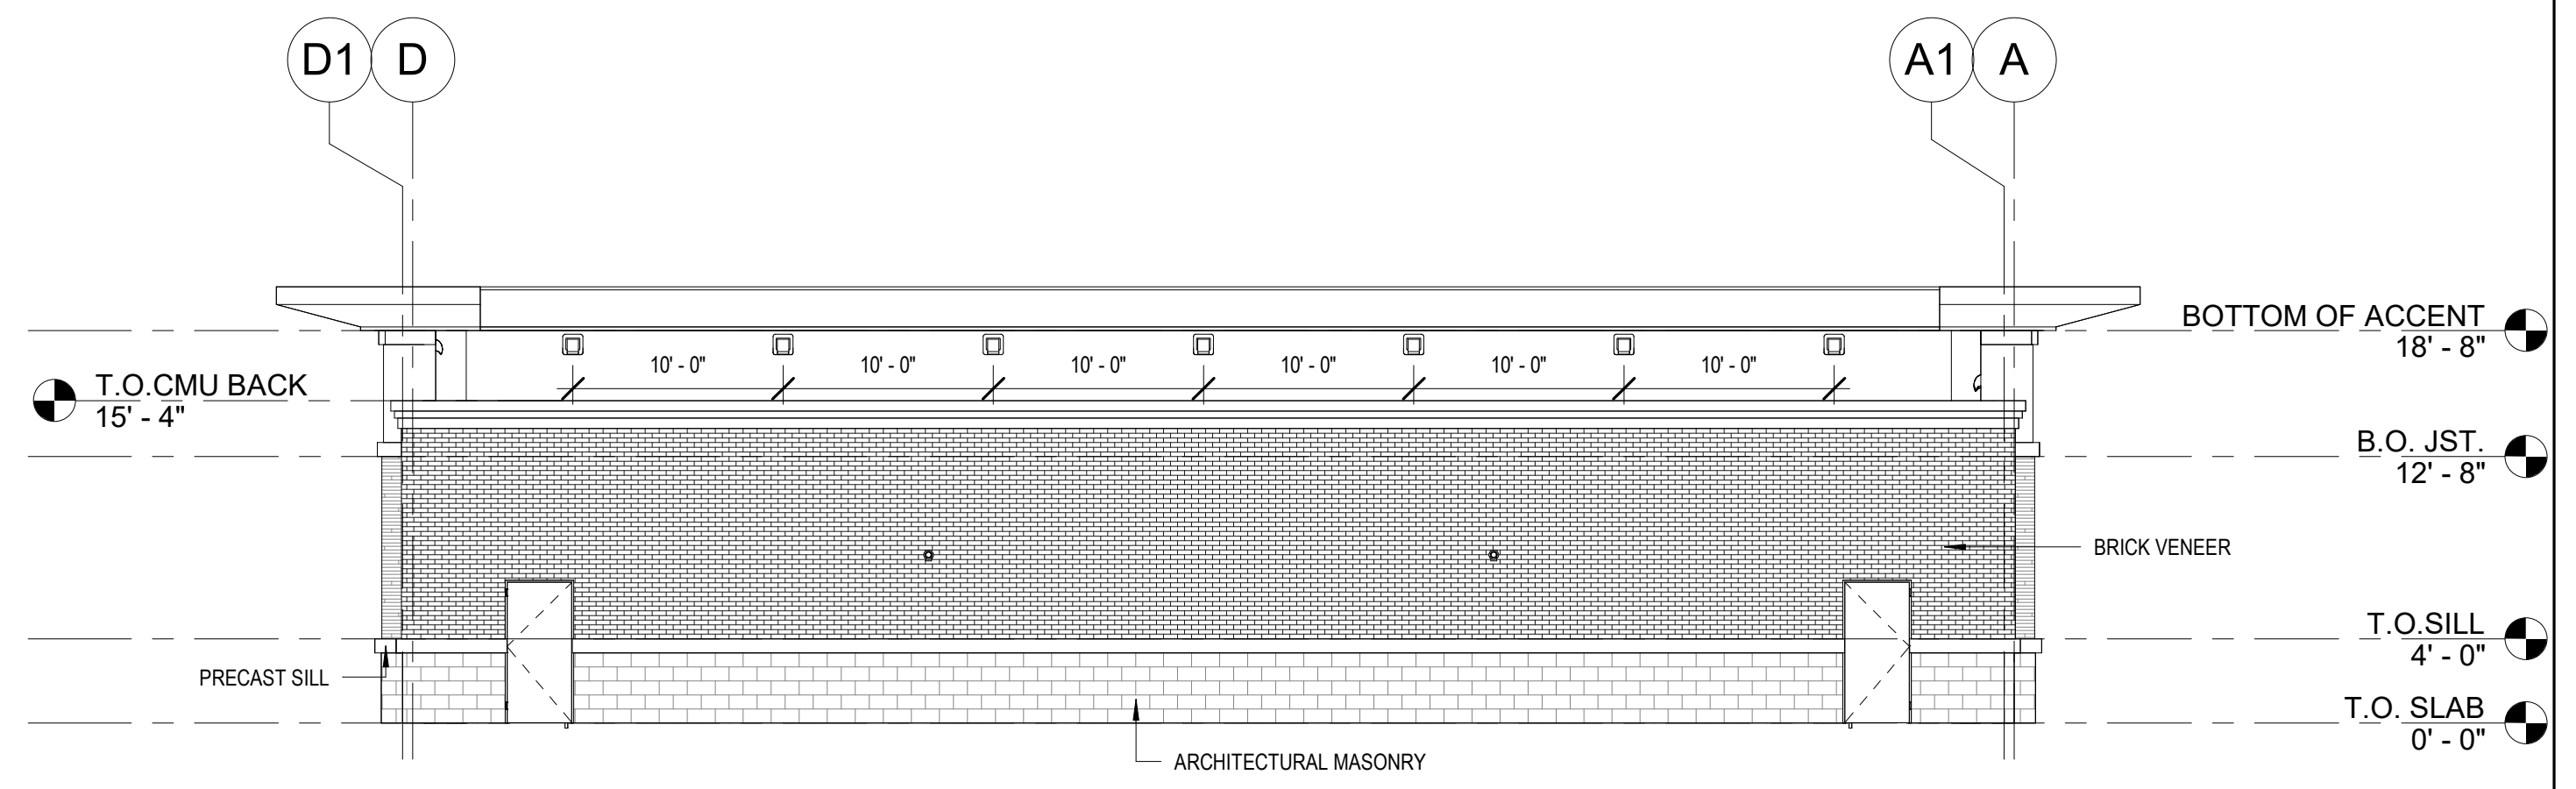 D1 D A1 A
BOTTOM OF ACCENT
18' - 8"
10' - 0" 10' - 0" 10' - 0" 10' - 0" 10' - 0" 10' - 0"
T.O.CMU BACK
15' - 4"
B.O. JST.
12' - 8"
BRICK VENEER
T.O.SILL
4' - 0"
PRECAST SILL
T.O. SLAB
0' - 0"
ARCHITECTURAL MASONRY